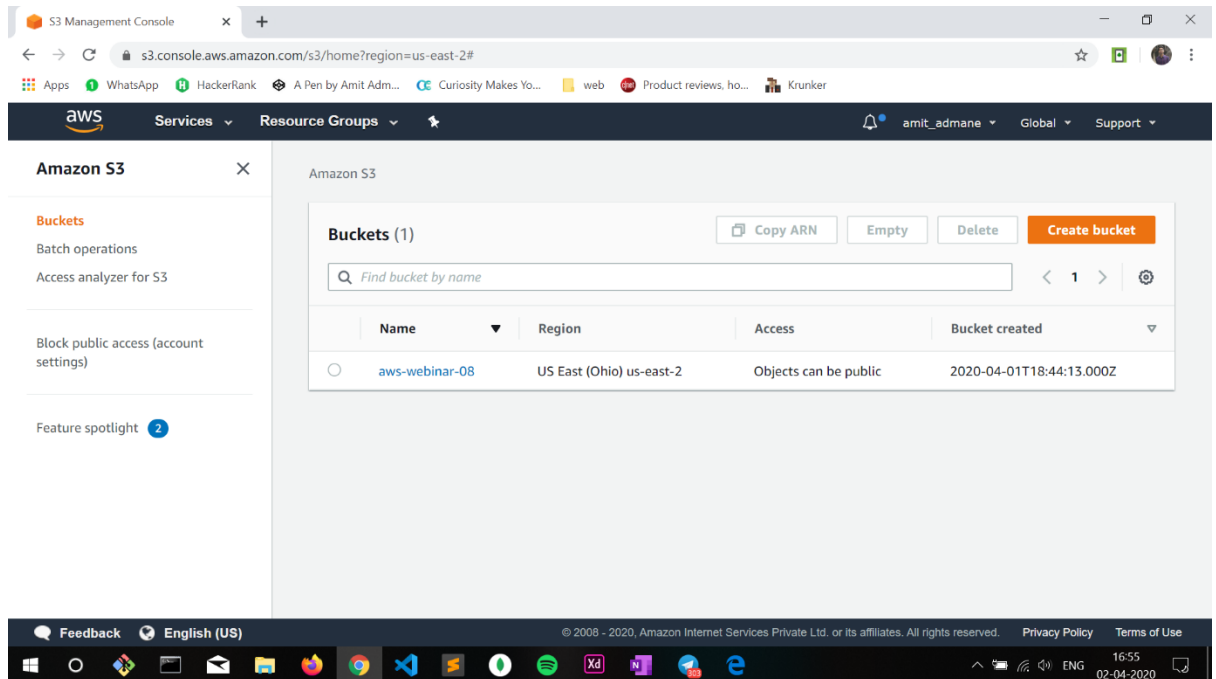 S3 Management Console
s3.console.aws.amazon.com/s3/home?region=us-east-2#
Apps WhatsApp HackerRank A Pen by Amit Adm... Curiosity Makes Yo... web Product reviews, ho... Krunker
aws Services Resource Groups amit_admane Global Support
Amazon S3
Buckets
Batch operations
Access analyzer for S3
Block public access (account
settings)
Feature spotlight 2
Amazon S3
Buckets (1) Copy ARN Empty Delete Create bucket
Find bucket by name 1
Name Region Access Bucket created
aws-webinar-08 US East (Ohio) us-east-2 Objects can be public 2020-04-01T18:44:13.000Z
Feedback English (US) © 2008 - 2020, Amazon Internet Services Private Ltd. or its affiliates. All rights reserved. Privacy Policy Terms of Use
Xd N 303 ENG 16:55
02-04-2020